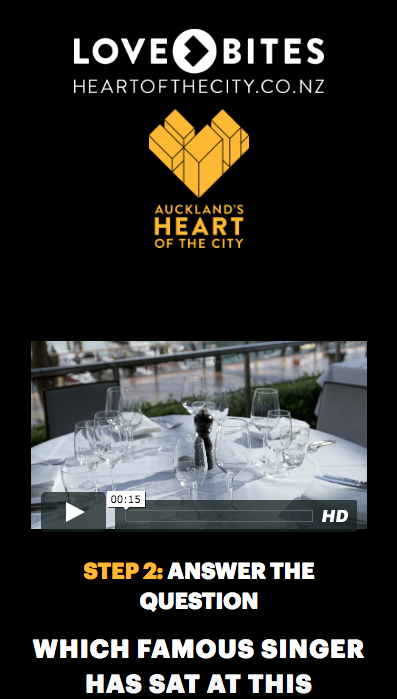 LOVE BITES
HEARTOFTHECITY.CO.NZ
AUCKLAND'S
HEART
OF THE CITY
00:15
HD
STEP 2: ANSWER THE
QUESTION
WHICH FAMOUS SINGER
HAS SAT AT THIS